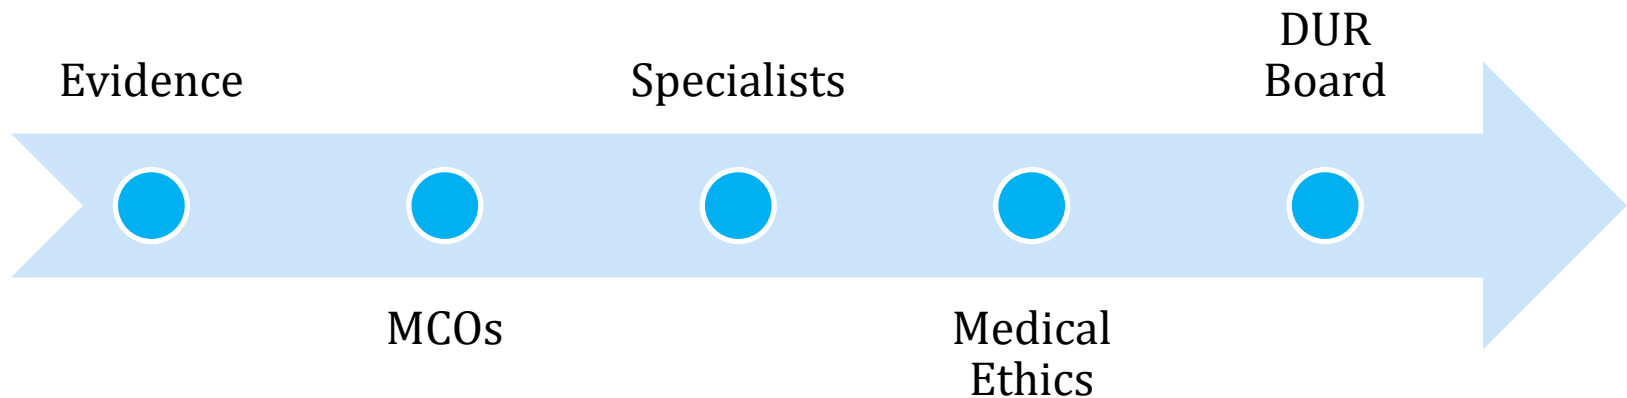 Evidence
MCOs
Specialists
Medical
Ethics
DUR
Board